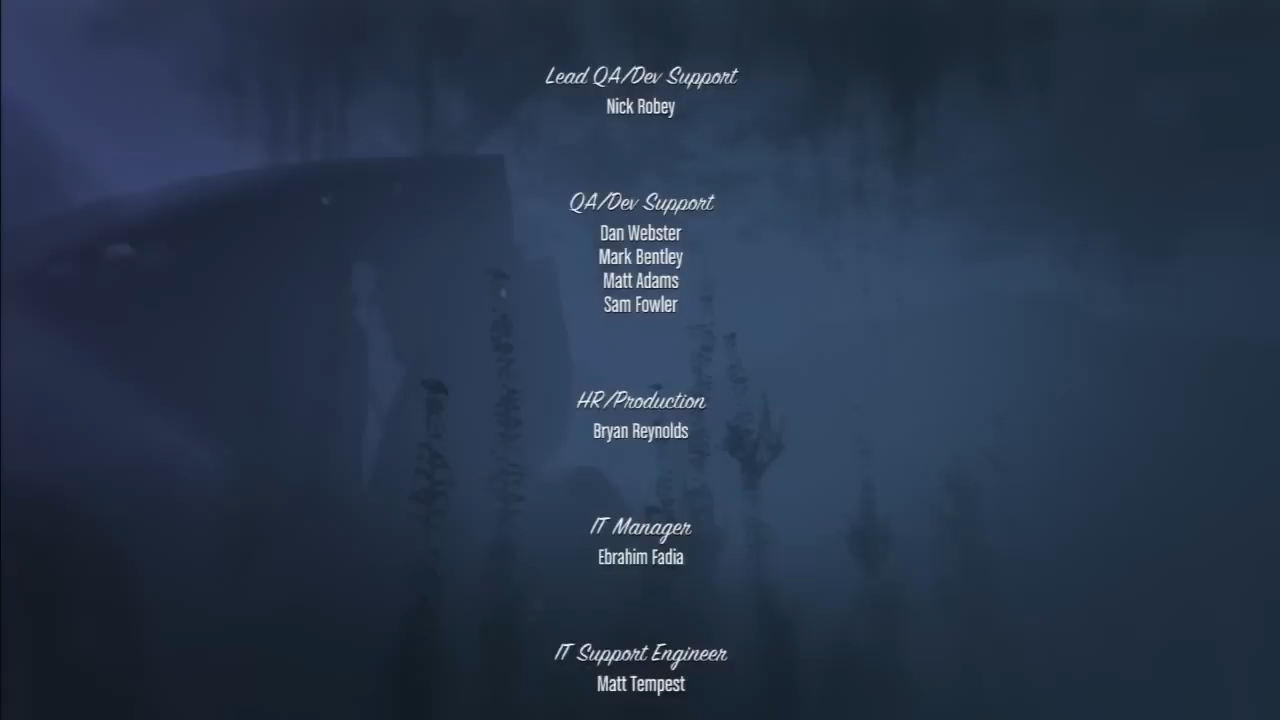 Lead QA/Dev Support
Nick Robey
QA/Dev Support
Dan Webster
Mark Bentley
Matt Adams
Sam Fowler
HR/Production
Bryan Reynolds
IT Manager
Ebrahim Fadia
IT Support Engineer
Matt Tempest